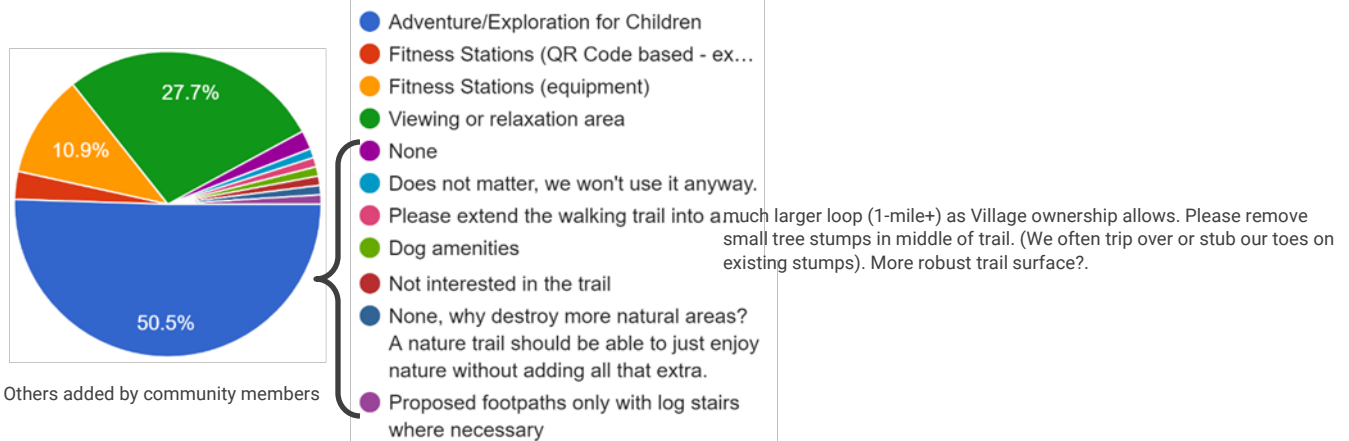 27.7%
10.9%
50.5%
Others added by community members
Adventure/Exploration for Children
Fitness Stations (QR Code based - ex…
Fitness Stations (equipment)
Viewing or relaxation area
None
Does not matter, we won't use it anyway.
Please extend the walking trail into a much larger loop (1-mile+) as Village ownership allows. Please remove
small tree stumps in middle of trail. (We often trip over or stub our toes on
existing stumps). More robust trail surface?.
Dog amenities
Not interested in the trail
None, why destroy more natural areas?
A nature trail should be able to just enjoy
nature without adding all that extra.
Proposed footpaths only with log stairs
where necessary